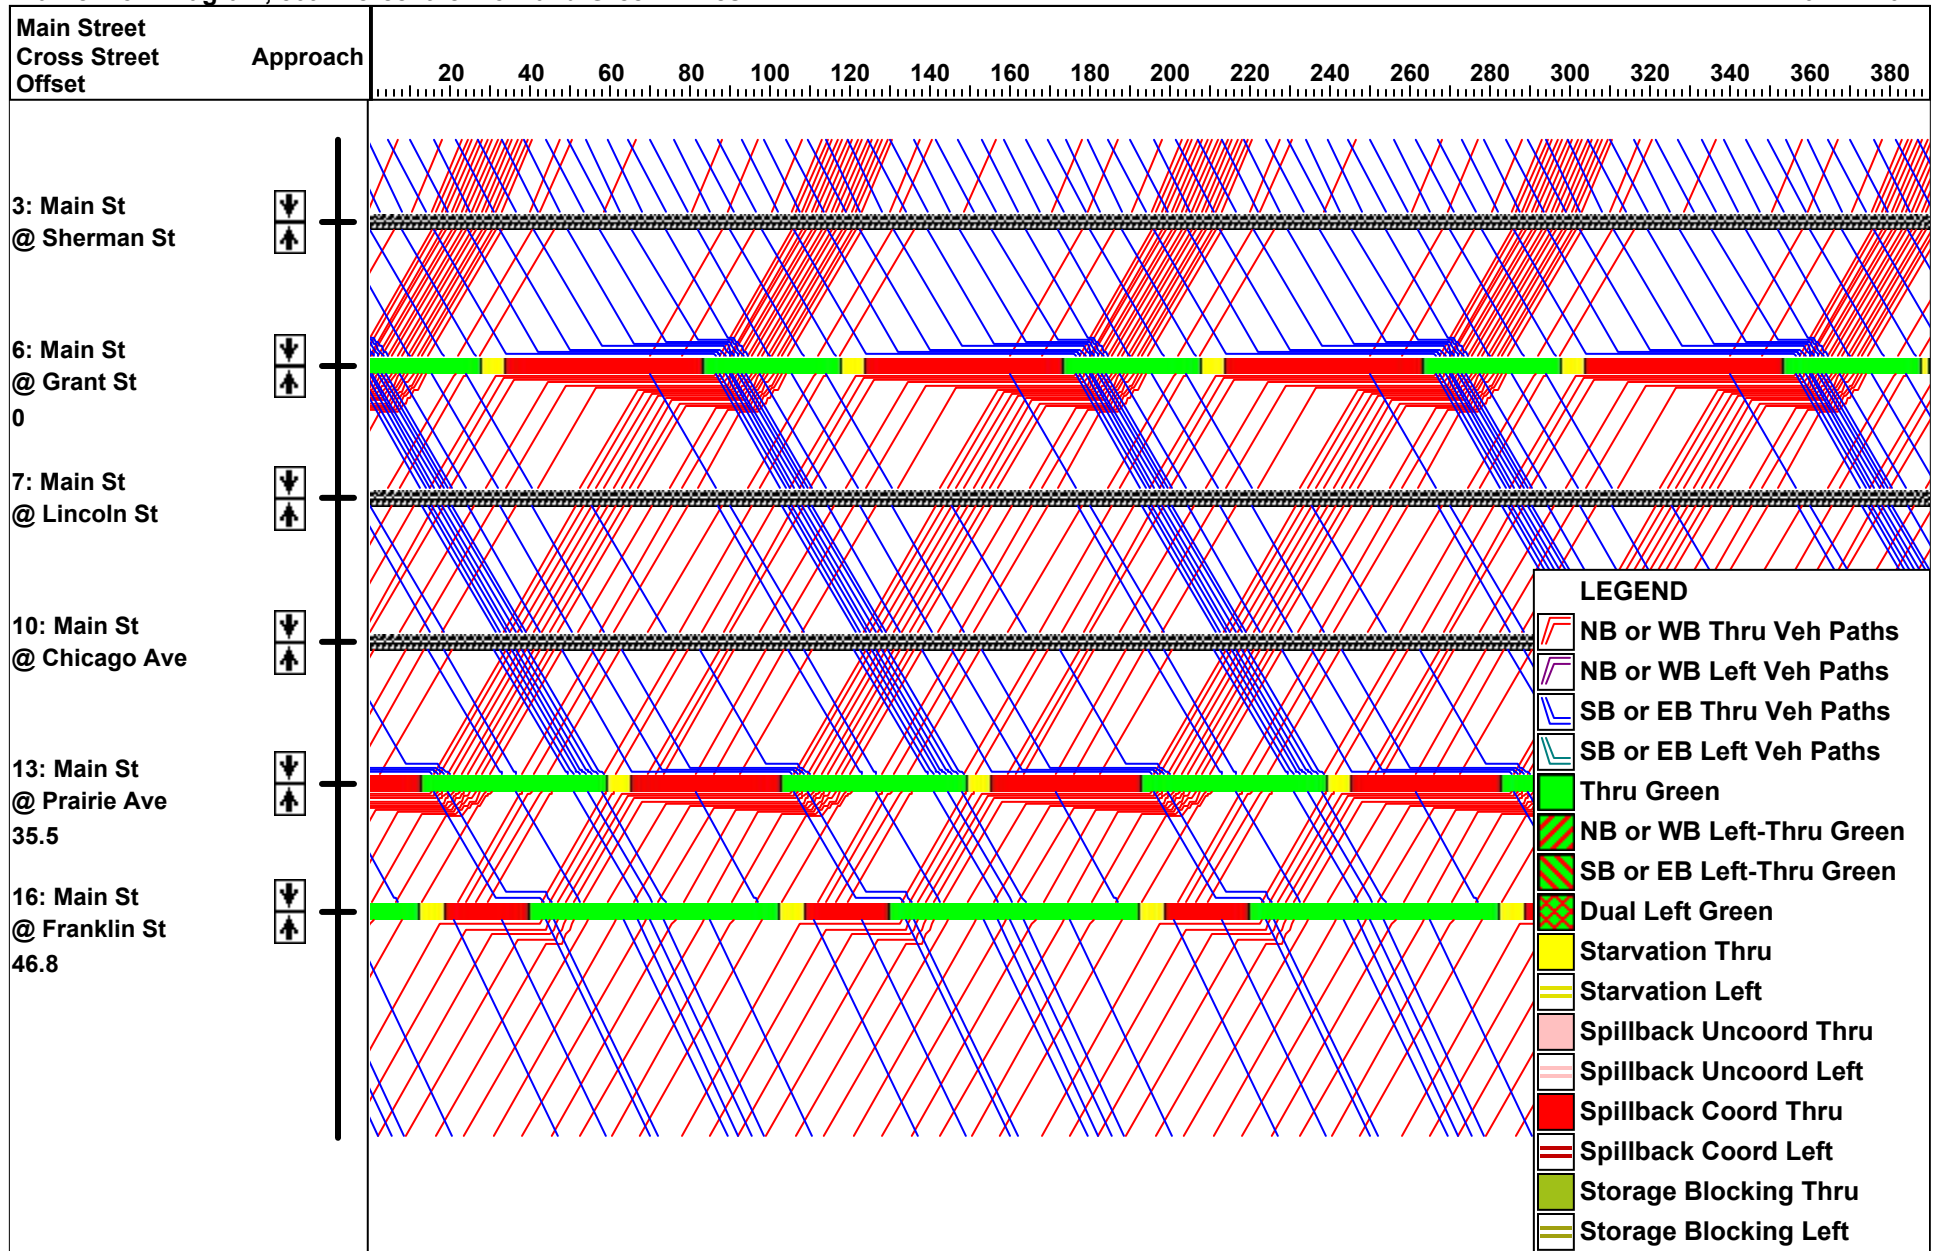 Main Street
Cross Street Approach
Offset
20 40 60 80 100 120 140 160 180 200 220 240 260 280 300 320 340 360 380
3: Main St
@ Sherman St
6: Main St
@ Grant St
0
7: Main St
@ Lincoln St
10: Main St
@ Chicago Ave
13: Main St
@ Prairie Ave
35.5
16: Main St
@ Franklin St
46.8
LEGEND
NB or WB Thru Veh Paths
NB or WB Left Veh Paths
SB or EB Thru Veh Paths
SB or EB Left Veh Paths
Thru Green
NB or WB Left-Thru Green
SB or EB Left-Thru Green
Dual Left Green
Starvation Thru
Starvation Left
Spillback Uncoord Thru
Spillback Uncoord Left
Spillback Coord Thru
Spillback Coord Left
Storage Blocking Thru
Storage Blocking Left